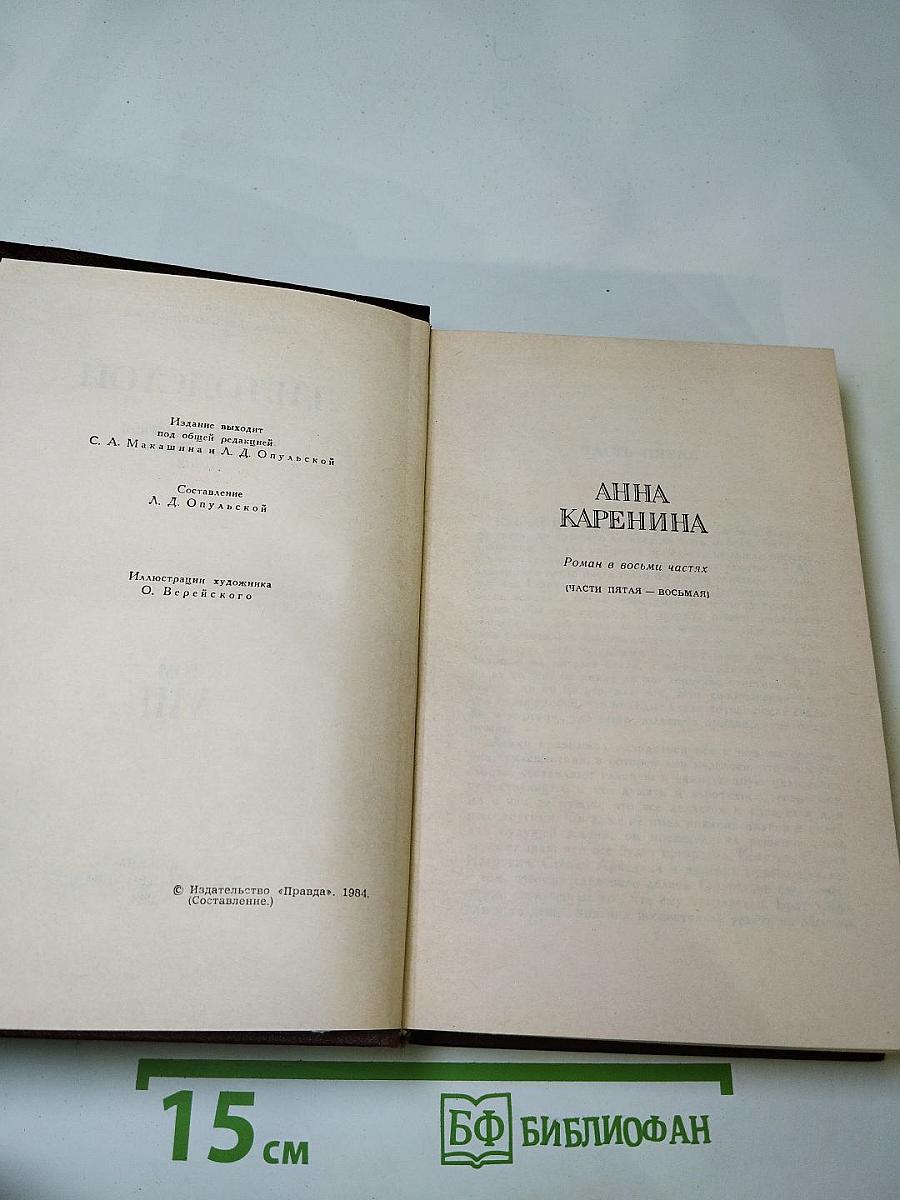 Издание выходит
под общей редакцией
С. А. Макашина и Л. Д. Опульской
Составление
Л. Д. Опульской
Иллюстрации художника
О. Верейского
© Издательство «Правда». 1984.
(Составление.)
АННА
КАРЕНИНА
Роман в восьми частях
(ЧАСТИ ПЯТАЯ — ВОСЬМАЯ)
15 см
БФ БИБЛИОФАН